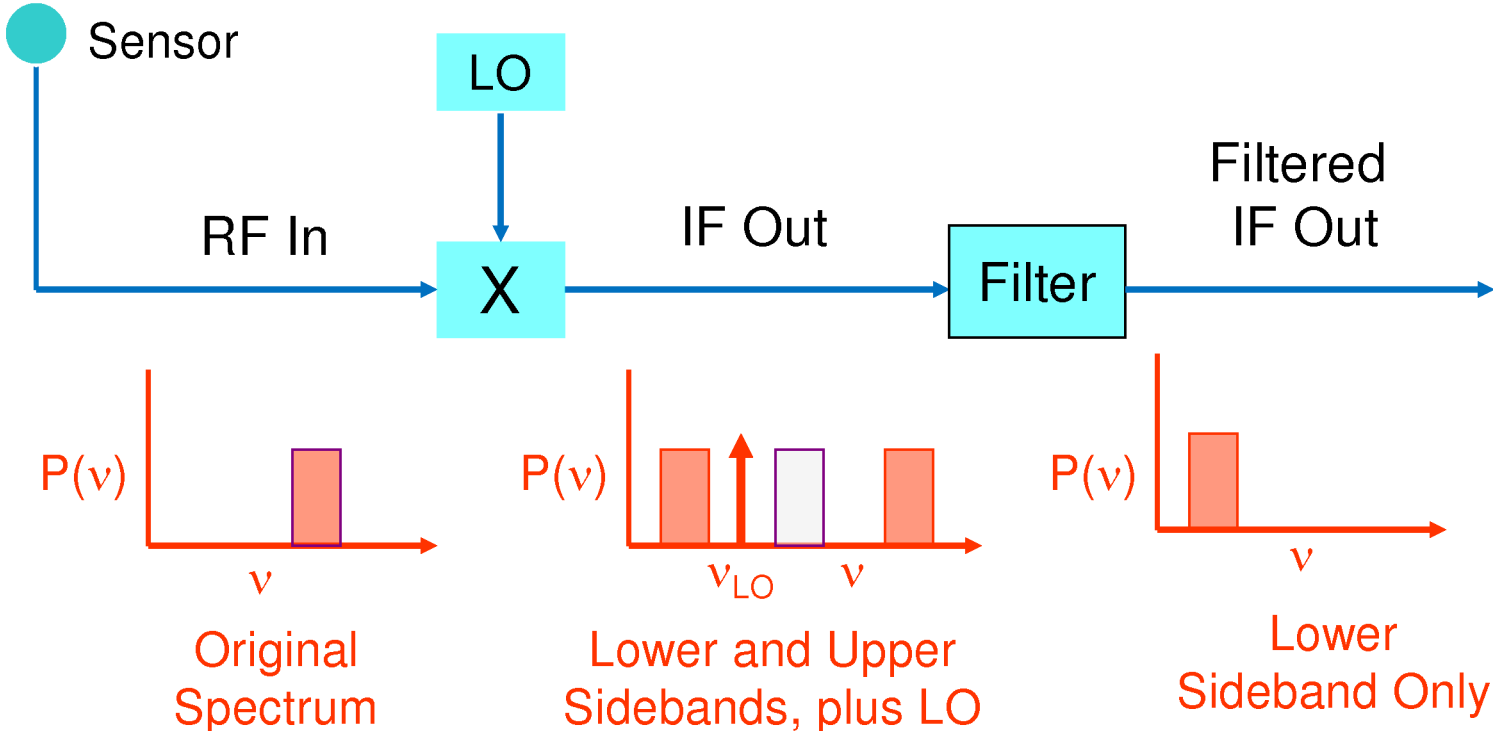 Sensor
LO
RF In
X
IF Out
Filter
Filtered
IF Out
P(ν)
ν
Original
Spectrum
P(ν)
νLO
ν
Lower and Upper
Sidebands, plus LO
P(ν)
ν
Lower
Sideband Only